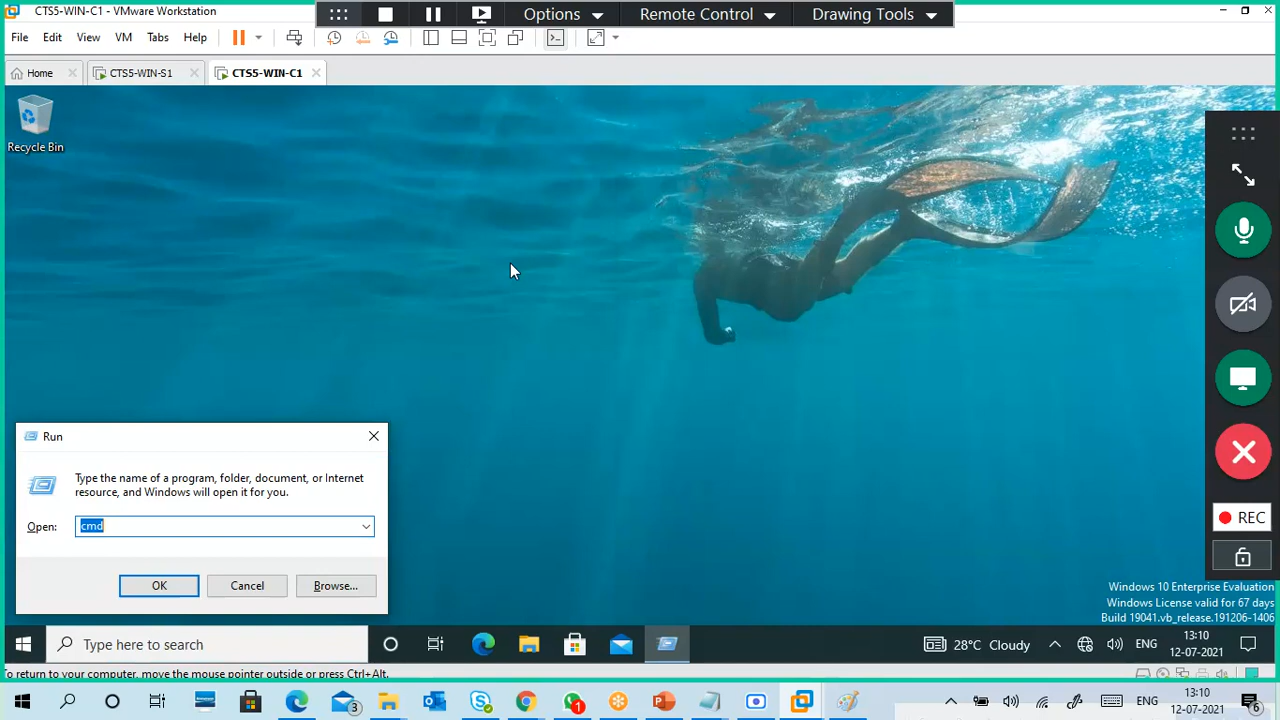 CTS5-WIN-C1 - VMware Workstation
Options
Remote Control
Drawing Tools
File Edit View VM Tabs Help
Home
CTS5-WIN-S1
CTS5-WIN-C1
Recycle Bin
REC
Run
Type the name of a program, folder, document, or Internet
resource, and Windows will open it for you.
Open:
cmd
OK
Cancel
Browse...
Windows 10 Enterprise Evaluation
Windows License valid for 67 days
Build 19041.vb_release.191206-1406
Type here to search
28°C Cloudy
ENG
13:10
12-07-2021
To return to your computer, move the mouse pointer outside or press Ctrl+Alt.
3
1
ENG
13:10
12-07-2021
6